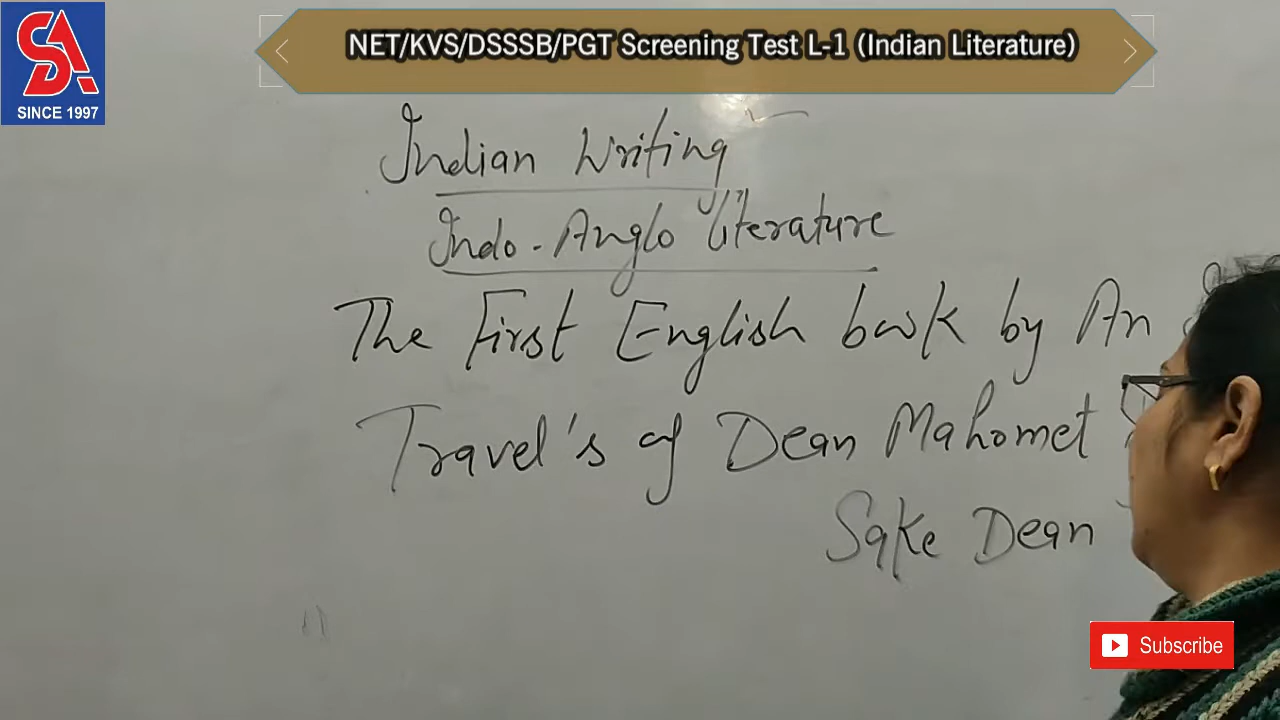 SDA
SINCE 1997
NET/KVS/DSSSB/PGT Screening Test L-1 (Indian Literature)
Indian Writing
Indo-Anglo literature
The First English book by An
Travel's of Dean Mahomet
Sake Dean
Subscribe